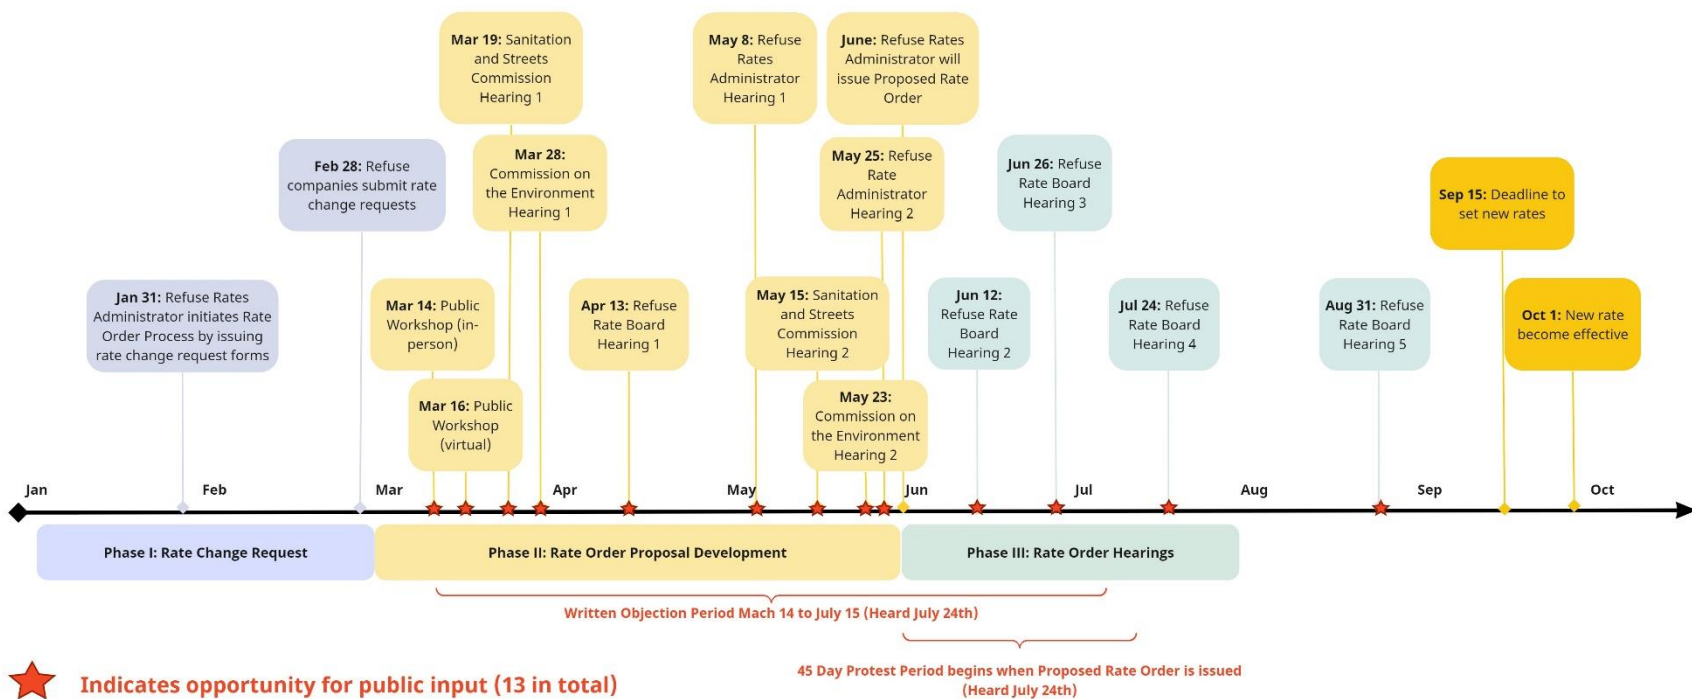 Mar 19: Sanitation
and Streets
Commission
Hearing 1
May 8: Refuse
Rates
Administrator
Hearing 1
June: Refuse Rates
Administrator will
issue Proposed Rate
Order
Feb 28: Refuse
companies submit rate
change requests
Mar 28:
Commission on
the Environment
Hearing 1
May 25: Refuse
Rate
Administrator
Hearing 2
Jun 26: Refuse
Rate Board
Hearing 3
Sep 15: Deadline to
set new rates
Jan 31: Refuse Rates
Administrator initiates Rate
Order Process by issuing
rate change request forms
Mar 14: Public
Workshop (in-
person)
Apr 13: Refuse
Rate Board
Hearing 1
May 15: Sanitation
and Streets
Commission
Hearing 2
Jun 12:
Refuse Rate
Board
Hearing 2
Jul 24: Refuse
Rate Board
Hearing 4
Aug 31: Refuse
Rate Board
Hearing 5
Oct 1: New rate
become effective
Mar 16: Public
Workshop
(virtual)
May 23:
Commission on
the Environment
Hearing 2
Jan
Feb
Mar
Apr
May
Jun
Jul
Aug
Sep
Oct
Phase I: Rate Change Request
Phase II: Rate Order Proposal Development
Phase III: Rate Order Hearings
Written Objection Period Mach 14 to July 15 (Heard July 24th)
45 Day Protest Period begins when Proposed Rate Order is issued
(Heard July 24th)
Indicates opportunity for public input (13 in total)